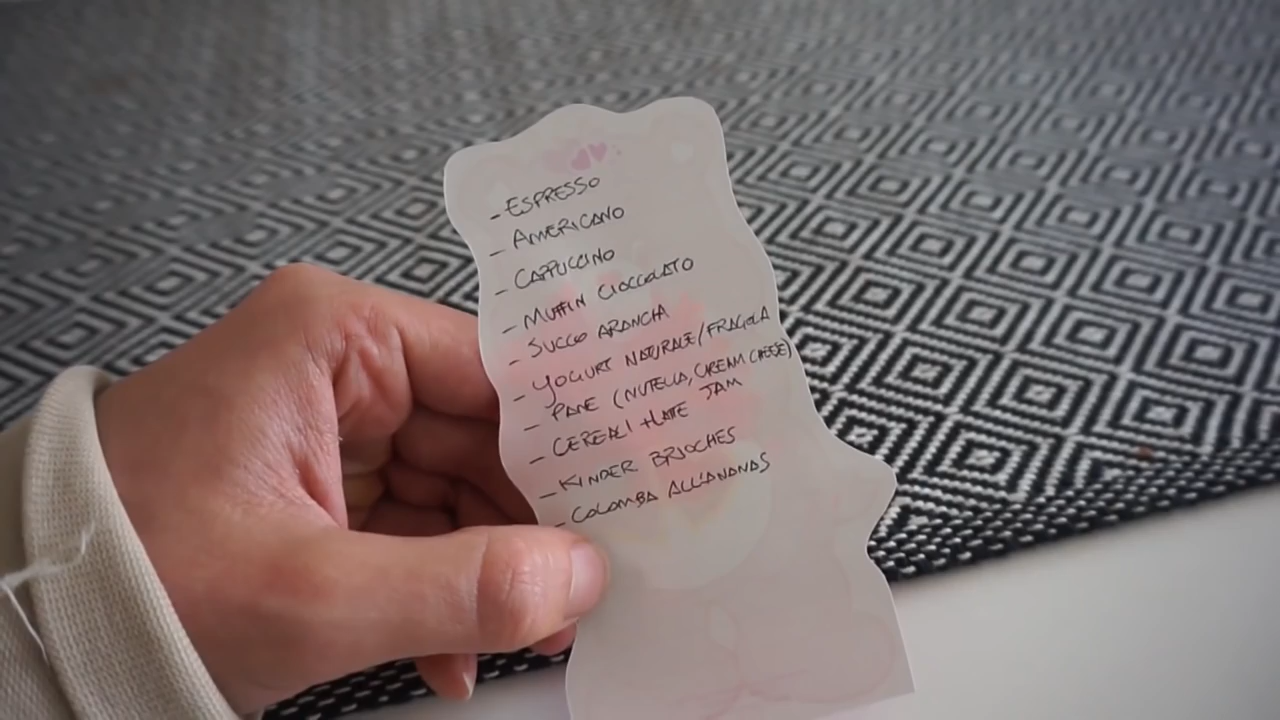 - ESPRESSO
- AMERICANO
- CAPPUCCINO
- MUFFIN CIOCCOLATO
- SUCCO ARANCIA
- YOGURT NATURALE/FRAGOLA
- PANE (NUTELLA, CREAM CHEESE)
JAM
- CEREALI + LATTE
- KINDER BRIOCHES
- COLOMBA ALL'ANANAS